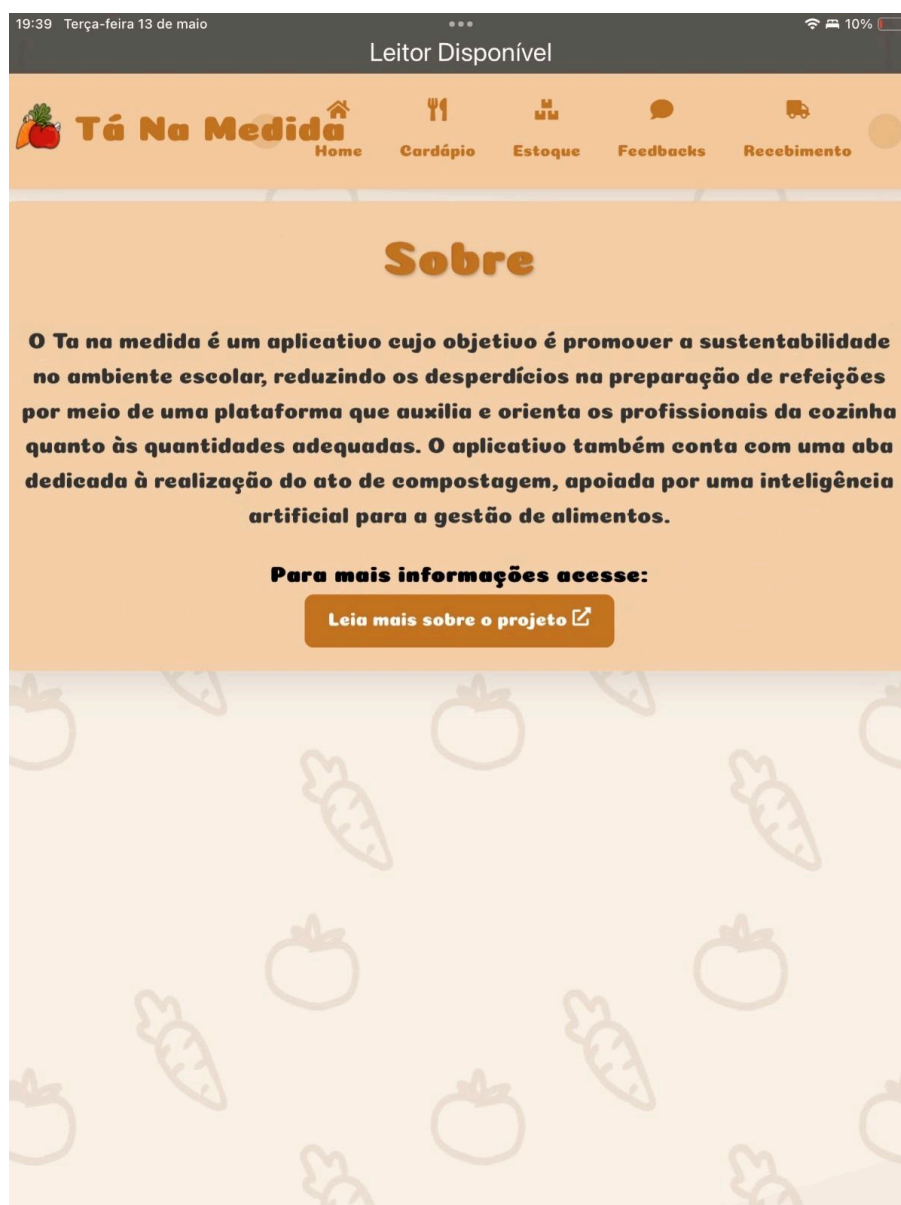 19:39 Terça-feira 13 de maio
10%
Leitor Disponível
Tá Na Medida
Home Cardápio Estoque Feedbacks Recebimento
Sobre
O Ta na medida é um aplicativo cujo objetivo é promover a sustentabilidade
no ambiente escolar, reduzindo os desperdícios na preparação de refeições
por meio de uma plataforma que auxilia e orienta os profissionais da cozinha
quanto às quantidades adequadas. O aplicativo também conta com uma aba
dedicada à realização do ato de compostagem, apoiada por uma inteligência
artificial para a gestão de alimentos.
Para mais informações acesse:
Leia mais sobre o projeto